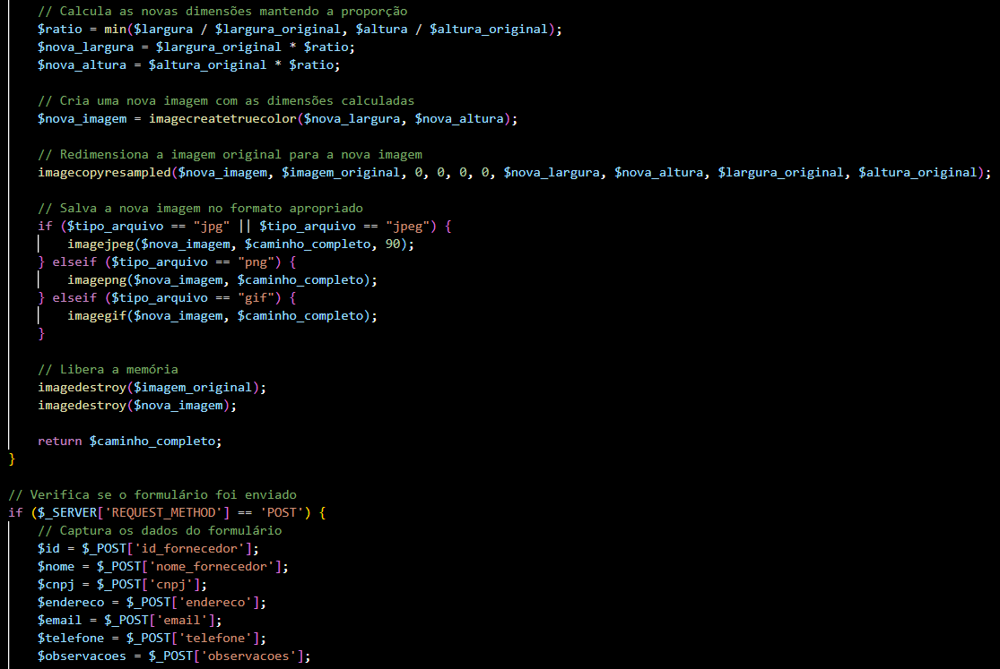 // Calcula as novas dimensões mantendo a proporção
$ratio = min($largura / $largura_original, $altura / $altura_original);
$nova_largura = $largura_original * $ratio;
$nova_altura = $altura_original * $ratio;
// Cria uma nova imagem com as dimensões calculadas
$nova_imagem = imagecreatetruecolor($nova_largura, $nova_altura);
// Redimensiona a imagem original para a nova imagem
imagecopyresampled($nova_imagem, $imagem_original, 0, 0, 0, 0, $nova_largura, $nova_altura, $largura_original, $altura_original);
// Salva a nova imagem no formato apropriado
if ($tipo_arquivo == "jpg" || $tipo_arquivo == "jpeg") {
imagejpeg($nova_imagem, $caminho_completo, 90);
} elseif ($tipo_arquivo == "png") {
imagepng($nova_imagem, $caminho_completo);
} elseif ($tipo_arquivo == "gif") {
imagegif($nova_imagem, $caminho_completo);
}
// Libera a memória
imagedestroy($imagem_original);
imagedestroy($nova_imagem);
return $caminho_completo;
}
// Verifica se o formulário foi enviado
if ($_SERVER['REQUEST_METHOD'] == 'POST') {
// Captura os dados do formulário
$id = $_POST['id_fornecedor'];
$nome = $_POST['nome_fornecedor'];
$cnpj = $_POST['cnpj'];
$endereco = $_POST['endereco'];
$email = $_POST['email'];
$telefone = $_POST['telefone'];
$observacoes = $_POST['observacoes'];